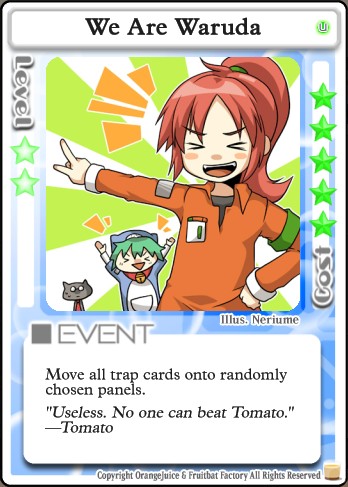 We Are Waruda
U
Level
Cost
Illus. Neriume
EVENT
Move all trap cards onto randomly
chosen panels.
"Useless. No one can beat Tomato."
—Tomato
Copyright Orangejuice & Fruitbat Factory All Rights Reserved